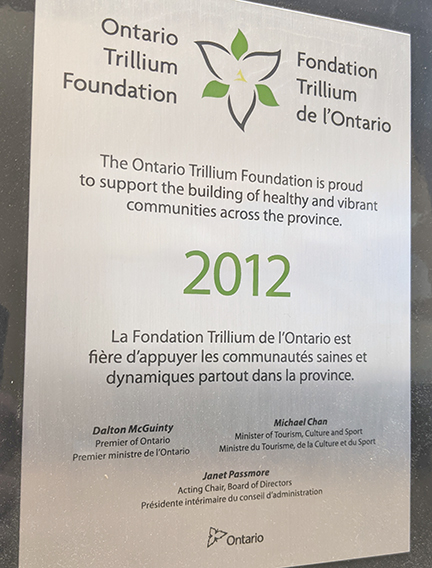 Ontario
Trillium
Foundation
Fondation
Trillium
de l'Ontario
The Ontario Trillium Foundation is proud
to support the building of healthy and vibrant
communities across the province.
2012
La Fondation Trillium de l'Ontario est
fière d'appuyer les communautés saines et
dynamiques partout dans la province.
Dalton McGuinty
Premier of Ontario
Premier ministre de l'Ontario
Michael Chan
Minister of Tourism, Culture and Sport
Ministre du Tourisme, de la Culture et du Sport
Janet Passmore
Acting Chair, Board of Directors
Présidente intérimaire du conseil d'administration
Ontario